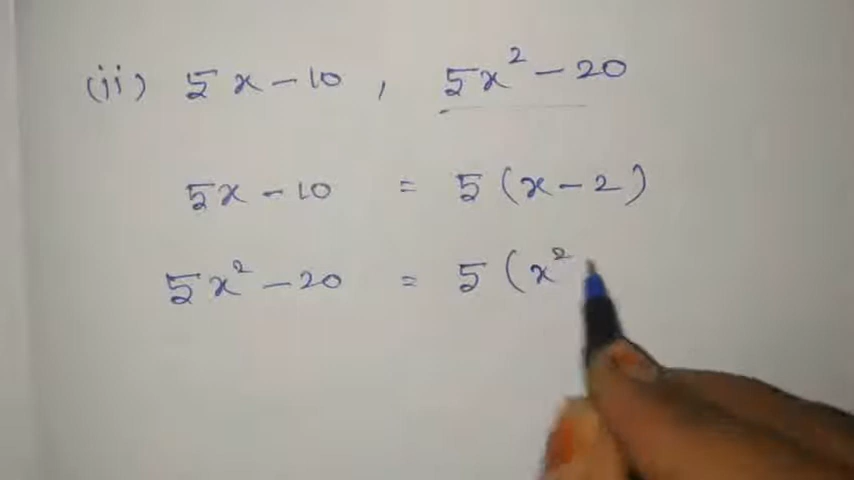 (ii) 5x - 10 , 5x² - 20
5x - 10 = 5(x - 2)
5x² - 20 = 5(x²